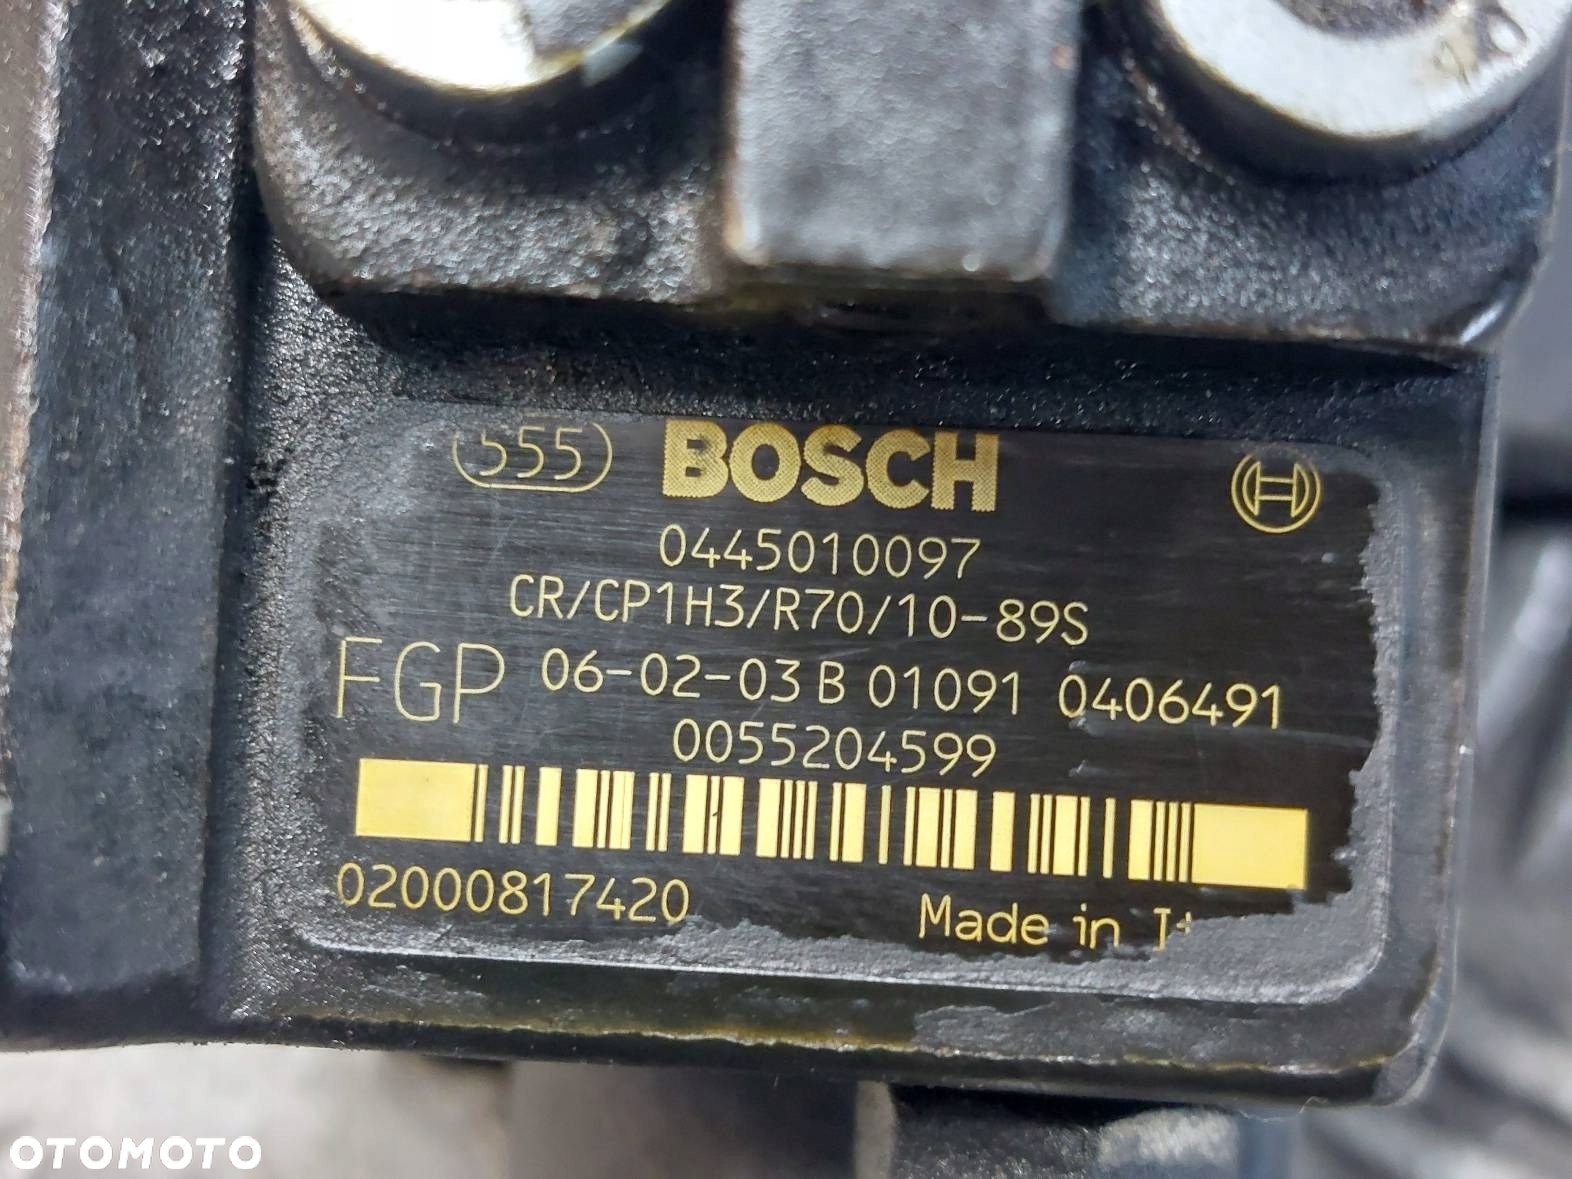 555 BOSCH
0445010097
CR/CP1H3/R70/10-89S
FGP 06-02-03 B 01091 0406491
0055204599
02000817420 Made in
OTOMOTO